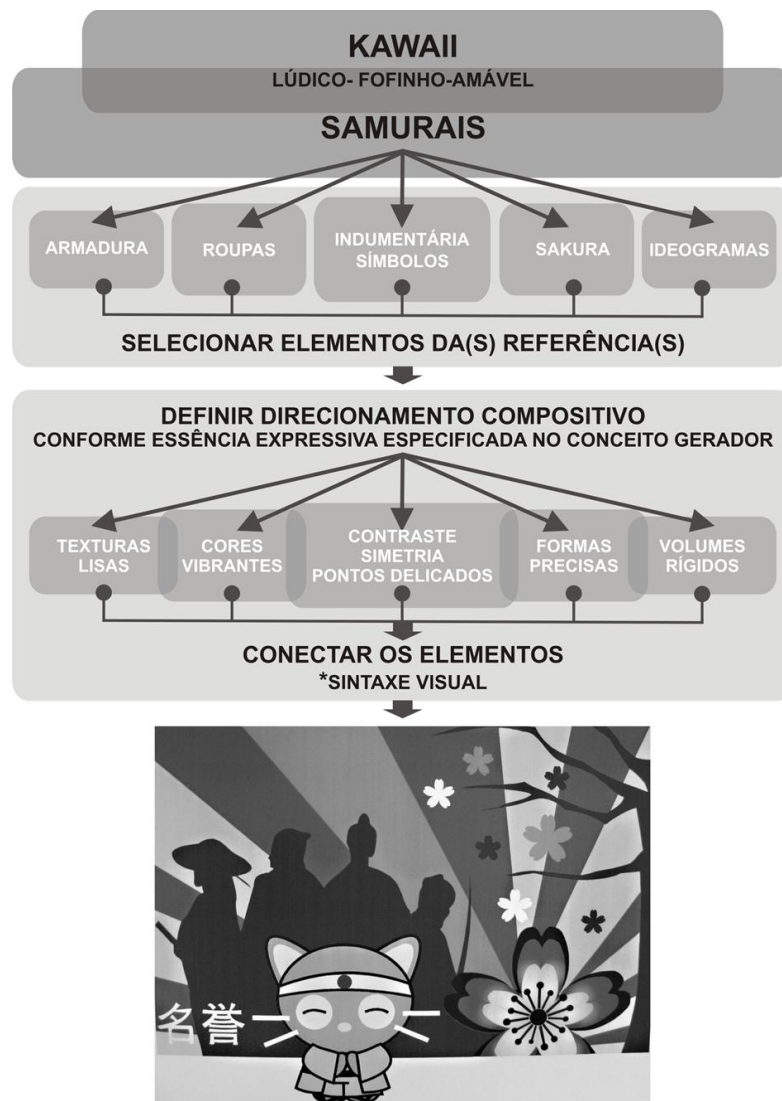 KAWAII
LÚDICO- FOFINHO-AMÁVEL
SAMURAIS
ARMADURA
ROUPAS
INDUMENTÁRIA
SÍMBOLOS
SAKURA
IDEOGRAMAS
SELECIONAR ELEMENTOS DA(S) REFERÊNCIA(S)
DEFINIR DIRECIONAMENTO COMPOSITIVO
CONFORME ESSÊNCIA EXPRESSIVA ESPECIFICADA NO CONCEITO GERADOR
TEXTURAS
LISAS
CORES
VIBRANTES
CONTRASTE
SIMETRIA
PONTOS DELICADOS
FORMAS
PRECISAS
VOLUMES
RÍGIDOS
CONECTAR OS ELEMENTOS
*SINTAXE VISUAL
名誉